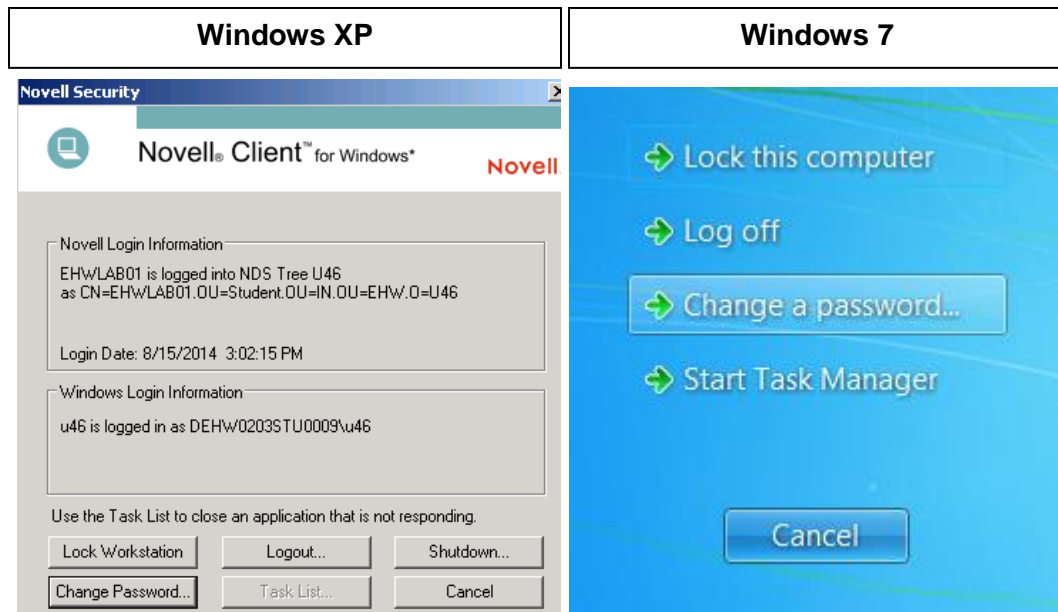 Windows XP
Windows 7
Novell Security
Novell® Client™ for Windows*
Novell
Novell Login Information
EHWLAB01 is logged into NDS Tree U46
as CN=EHWLAB01.OU=Student.OU=IN.OU=EHW.O=U46
Login Date: 8/15/2014 3:02:15 PM
Windows Login Information
u46 is logged in as DEHW0203STU0009\u46
Use the Task List to close an application that is not responding.
Lock Workstation
Logout...
Shutdown...
Change Password...
Task List...
Cancel
Lock this computer
Log off
Change a password...
Start Task Manager
Cancel